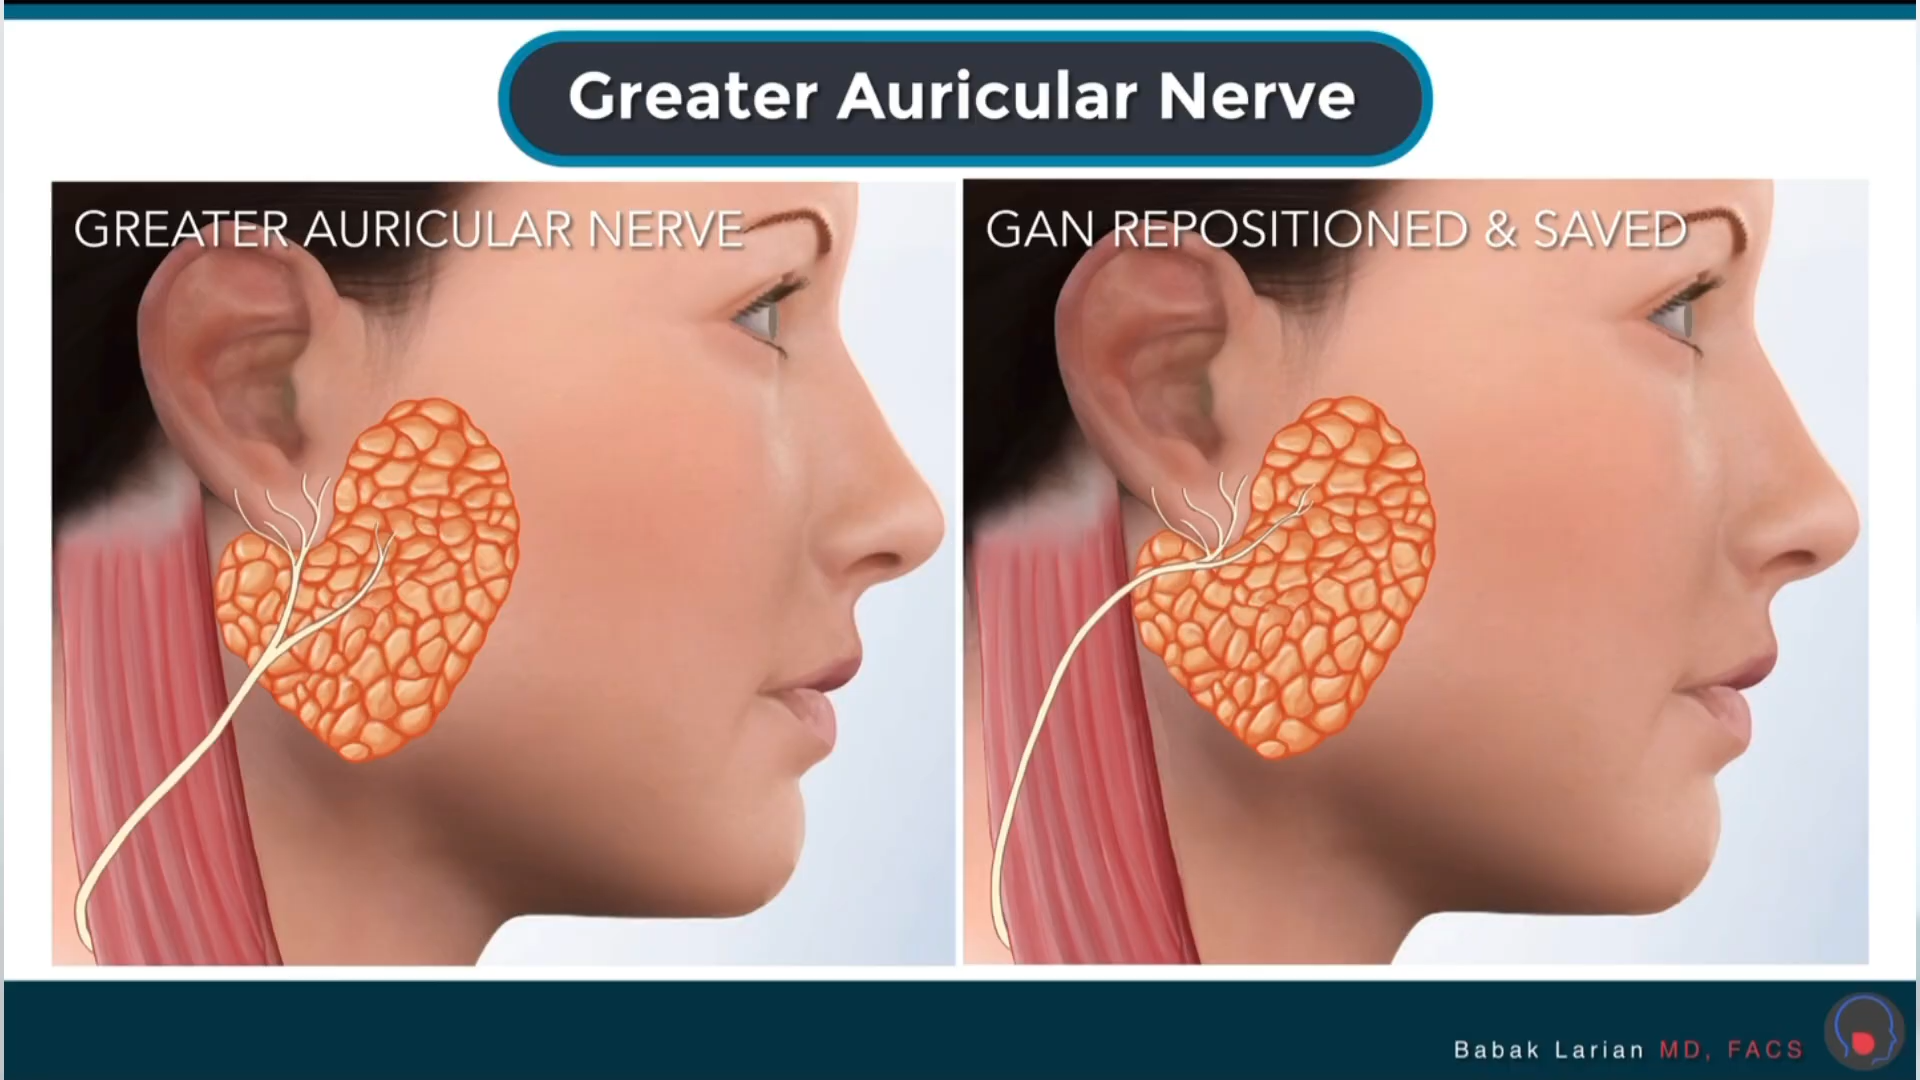 Greater Auricular Nerve
GREATER AURICULAR NERVE
GAN REPOSITIONED & SAVED
Babak Larian MD, FACS